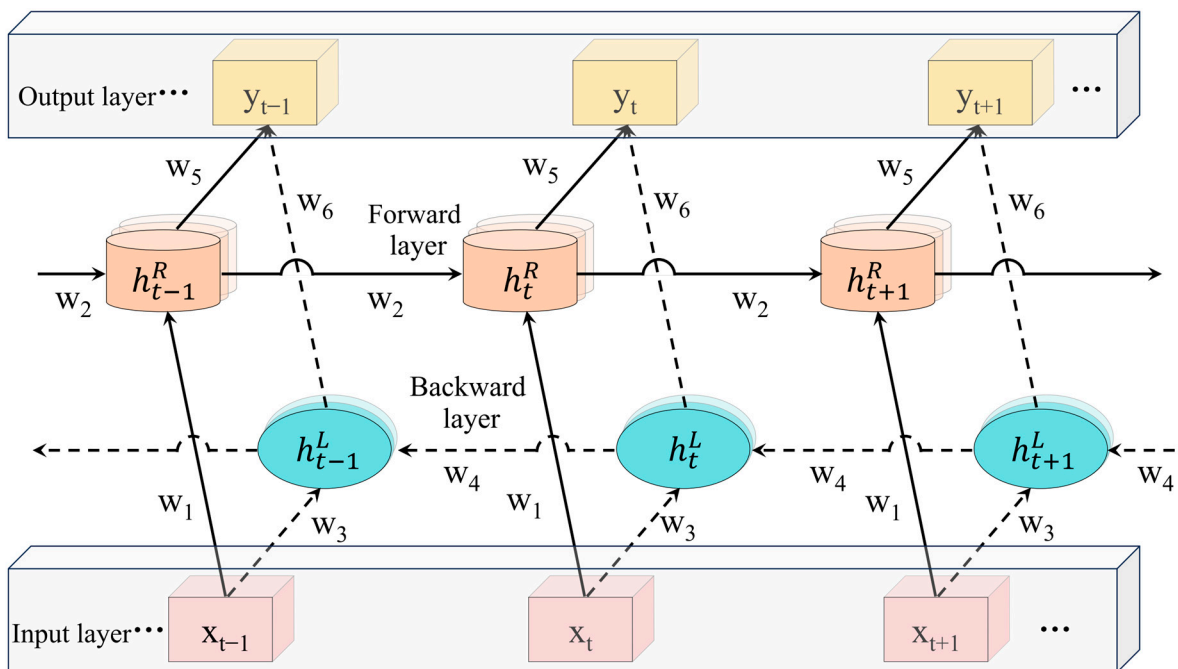 Output layer ••• y_{t−1} y_t y_{t+1} •••
w_5 w_5 w_5
w_6 w_6 w_6
Forward
layer
h^R_{t−1} h^R_t h^R_{t+1}
w_2 w_2 w_2
Backward
layer
h^L_{t−1} h^L_t h^L_{t+1}
w_4 w_4 w_4
w_1 w_1 w_1
w_3 w_3 w_3
Input layer ••• x_{t−1} x_t x_{t+1} •••